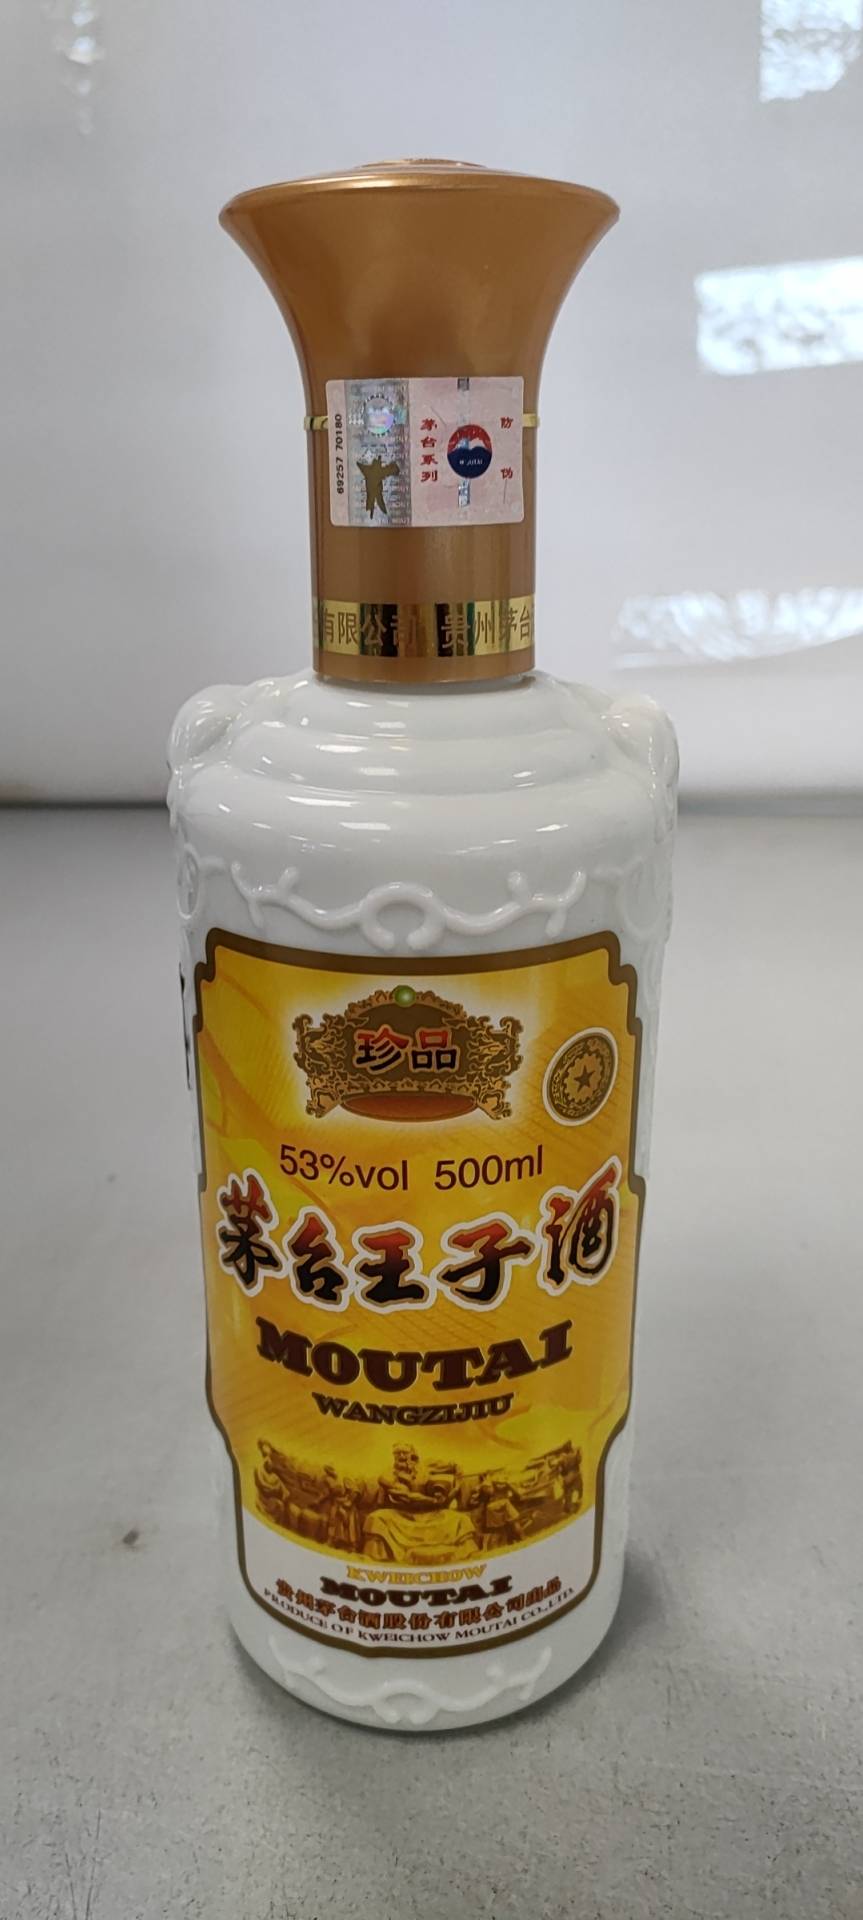 69257 70180
茅台系列
MOUTAI
防伪
有限公司 贵州茅台
珍品
53%vol 500ml
茅台王子酒
MOUTAI
WANGZIJIU
KWEICHOW
MOUTAI
贵州茅台酒股份有限公司出品
PRODUCE OF KWEICHOW MOUTAI CO., LTD.